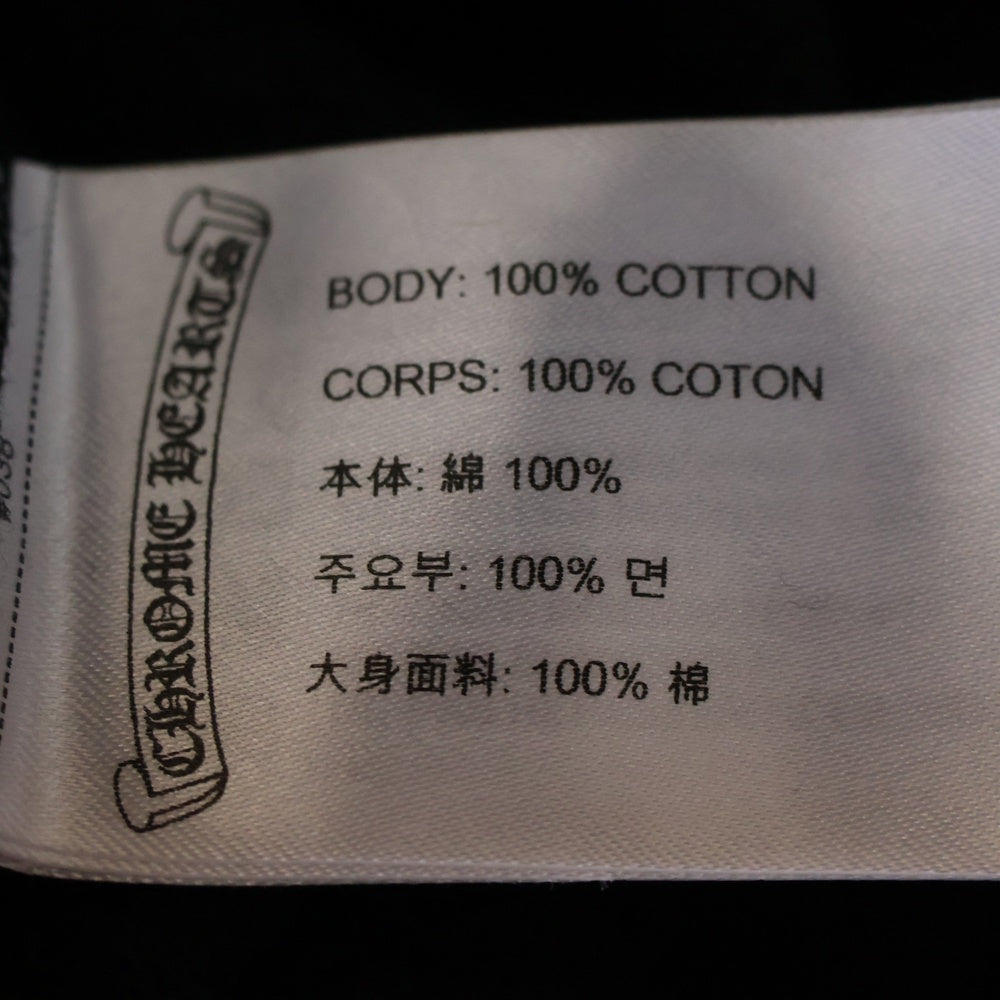 CHROME HEARTS
BODY: 100% COTTON
CORPS: 100% COTON
本体: 綿 100%
주요부: 100% 면
大身面料: 100% 棉